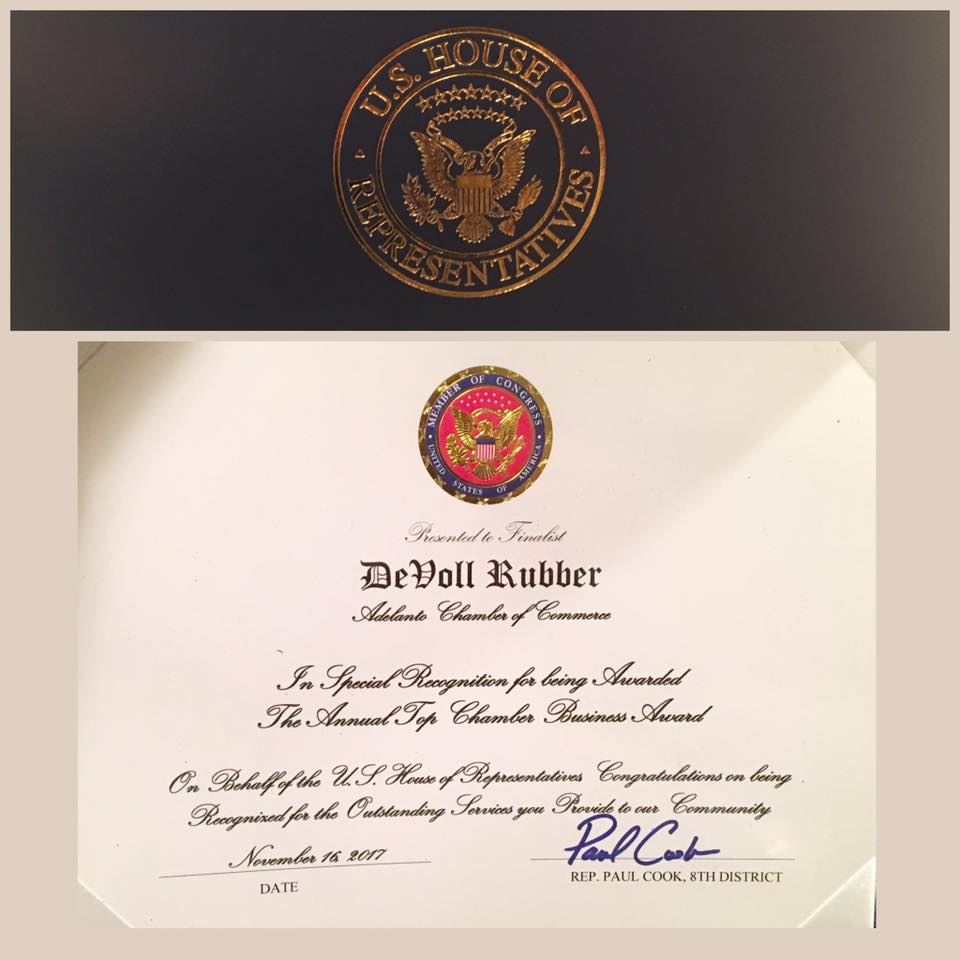 U.S. HOUSE OF REPRESENTATIVES
MEMBER OF CONGRESS
UNITED STATES OF AMERICA
Presented to Finalist
DeVoll Rubber
Adelanto Chamber of Commerce
In Special Recognition for being Awarded
The Annual Top Chamber Business Award
On Behalf of the U.S. House of Representatives Congratulations on being
Recognized for the Outstanding Services you Provide to our Community
November 16, 2017
Paul Cook
DATE
REP. PAUL COOK, 8TH DISTRICT